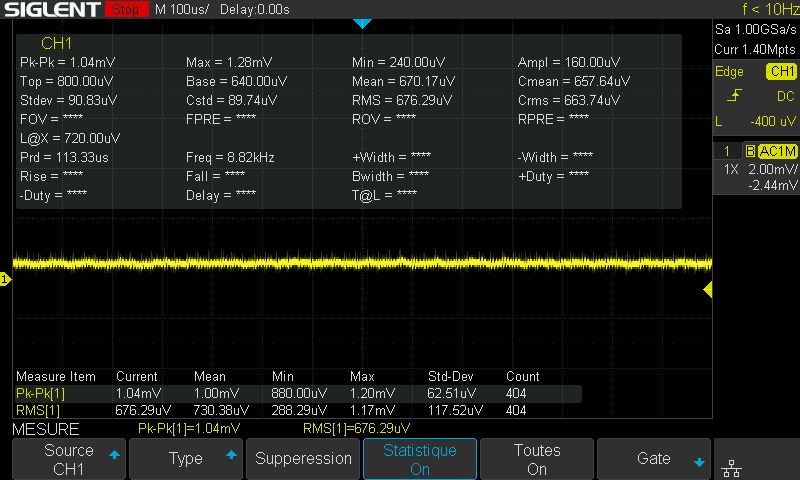 SIGLENT Stop M 100us/ Delay:0.00s f < 10Hz
Sa 1.00GSa/s
Curr 1.40Mpts
CH1
Pk-Pk = 1.04mV Max = 1.28mV Min = 240.00uV Ampl = 160.00uV
Top = 800.00uV Base = 640.00uV Mean = 670.17uV Cmean = 657.64uV
Stdev = 90.83uV Cstd = 89.74uV RMS = 676.29uV Crms = 663.74uV
FOV = **** FPRE = **** ROV = **** RPRE = ****
L@X = 720.00uV
Prd = 113.33us Freq = 8.82kHz +Width = **** -Width = ****
Rise = **** Fall = **** Bwidth = **** +Duty = ****
-Duty = **** Delay = **** T@L = ****
Edge CH1
DC
L -400 uV
1 B AC1M
1X 2.00mV/
-2.44mV
1
Measure Item Current Mean Min Max Std-Dev Count
Pk-Pk[1] 1.04mV 1.00mV 880.00uV 1.20mV 62.51uV 404
RMS[1] 676.29uV 730.38uV 288.29uV 1.17mV 117.52uV 404
MESURE Pk-Pk[1]=1.04mV RMS[1]=676.29uV
Source
CH1
Type
Supperession
Statistique
On
Toutes
On
Gate